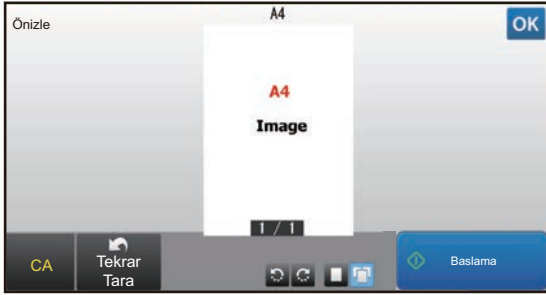 A4
Önizle
OK
A4
Image
1 / 1
CA
Tekrar
Tara
Baslama